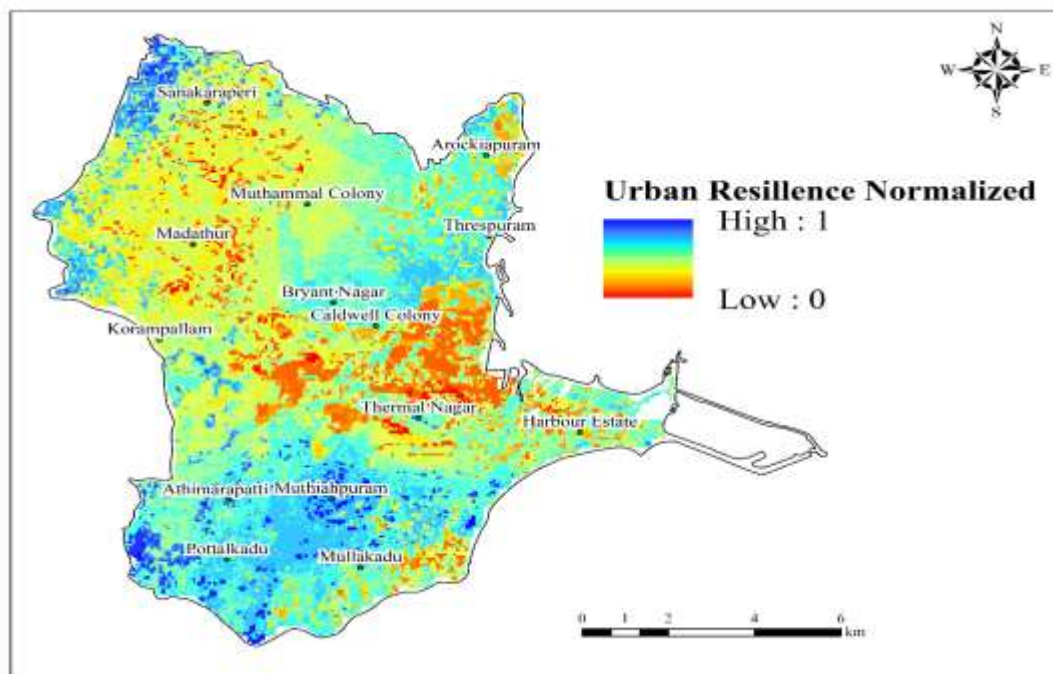 N
W E
S
Sanakaraperi
Arockiapuram
Muthammal Colony
Urban Resillence Normalized
High : 1
Low : 0
Threspuram
Madathur
Bryant Nagar
Caldwell Colony
Korampallam
Thermal Nagar
Harbour Estate
Athimarapatti
Muthiahpuram
Pottalkadu
Mullakadu
0 1 2 4 6
km